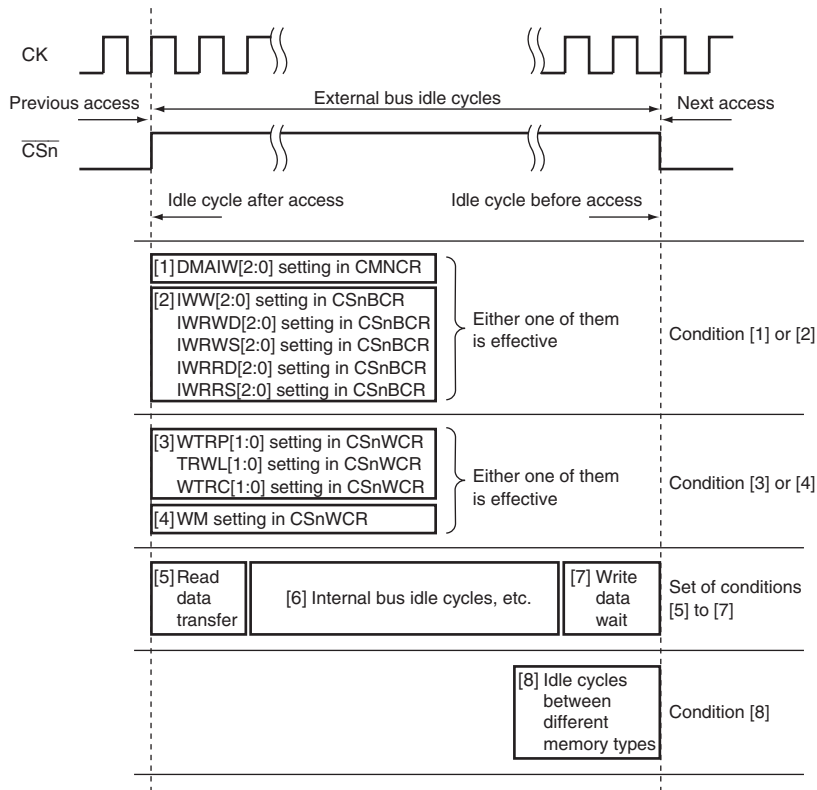 CK
Previous access
External bus idle cycles
Next access
CSn
Idle cycle after access
Idle cycle before access
[1] DMAIW[2:0] setting in CMNCR
[2] IWW[2:0] setting in CSnBCR
IWRWD[2:0] setting in CSnBCR
IWRWS[2:0] setting in CSnBCR
IWRRD[2:0] setting in CSnBCR
IWRRS[2:0] setting in CSnBCR
Either one of them
is effective
Condition [1] or [2]
[3] WTRP[1:0] setting in CSnWCR
TRWL[1:0] setting in CSnWCR
WTRC[1:0] setting in CSnWCR
[4] WM setting in CSnWCR
Either one of them
is effective
Condition [3] or [4]
[5] Read
data
transfer
[6] Internal bus idle cycles, etc.
[7] Write
data
wait
Set of conditions
[5] to [7]
[8] Idle cycles
between
different
memory types
Condition [8]